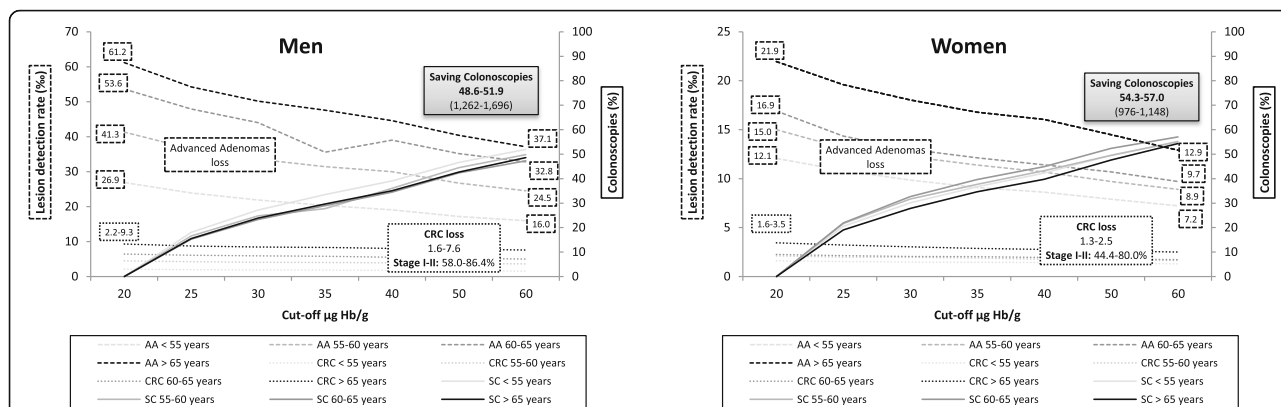 Men
Lesion detection rate (‰)
70
60
50
40
30
20
10
0
61.2
53.6
41.3
26.9
2.2-9.3
Advanced Adenomas
loss
Saving Colonoscopies
48.6-51.9
(1,262-1,696)
37.1
32.8
24.5
16.0
CRC loss
1.6-7.6
Stage I-II: 58.0-86.4%
100
90
80
70
60
50
40
30
20
10
0
Colonoscopies (%)
20 25 30 35 40 50 60
Cut-off µg Hb/g
AA < 55 years AA 55-60 years AA 60-65 years
AA > 65 years CRC < 55 years CRC 55-60 years
CRC 60-65 years CRC > 65 years SC < 55 years
SC 55-60 years SC 60-65 years SC > 65 years
Women
Lesion detection rate (‰)
25
20
15
10
5
0
21.9
16.9
15.0
12.1
1.6-3.5
Advanced Adenomas
loss
Saving Colonoscopies
54.3-57.0
(976-1,148)
12.9
9.7
8.9
7.2
CRC loss
1.3-2.5
Stage I-II: 44.4-80.0%
100
90
80
70
60
50
40
30
20
10
0
Colonoscopies (%)
20 25 30 35 40 50 60
Cut-off µg Hb/g
AA < 55 years AA 55-60 years AA 60-65 years
AA > 65 years CRC < 55 years CRC 55-60 years
CRC 60-65 years CRC > 65 years SC < 55 years
SC 55-60 years SC 60-65 years SC > 65 years